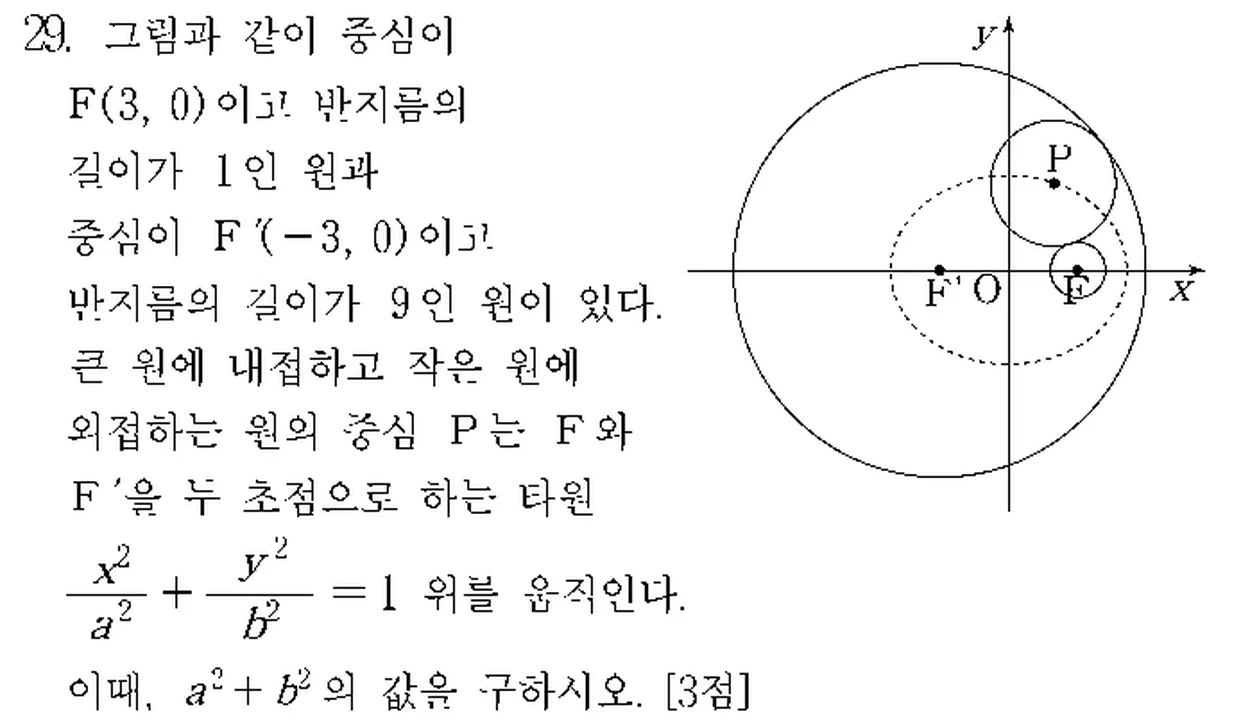 29. 그림과 같이 중심이
F(3, 0)이고 반지름의
길이가 1인 원과
중심이 F′(−3, 0)이고
반지름의 길이가 9인 원이 있다.
큰 원에 내접하고 작은 원에
외접하는 원의 중심 P는 F와
F′을 두 초점으로 하는 타원
x²/a² + y²/b² = 1 위를 움직인다.
이때, a² + b²의 값을 구하시오. [3점]
y
P
F' O F x